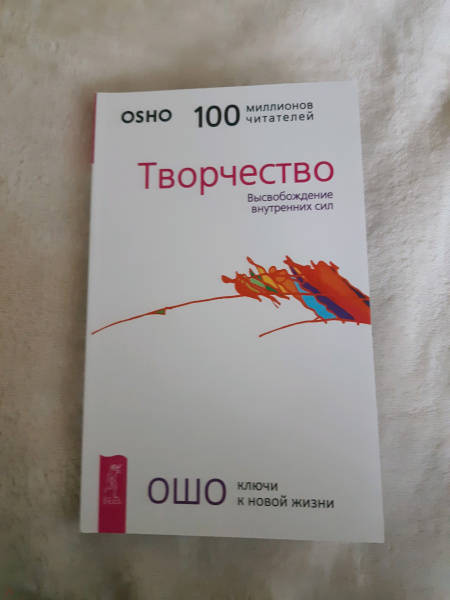 OSHO 100 миллионов
читателей
Творчество
Высвобождение
внутренних сил
ОШО ключи
к новой жизни